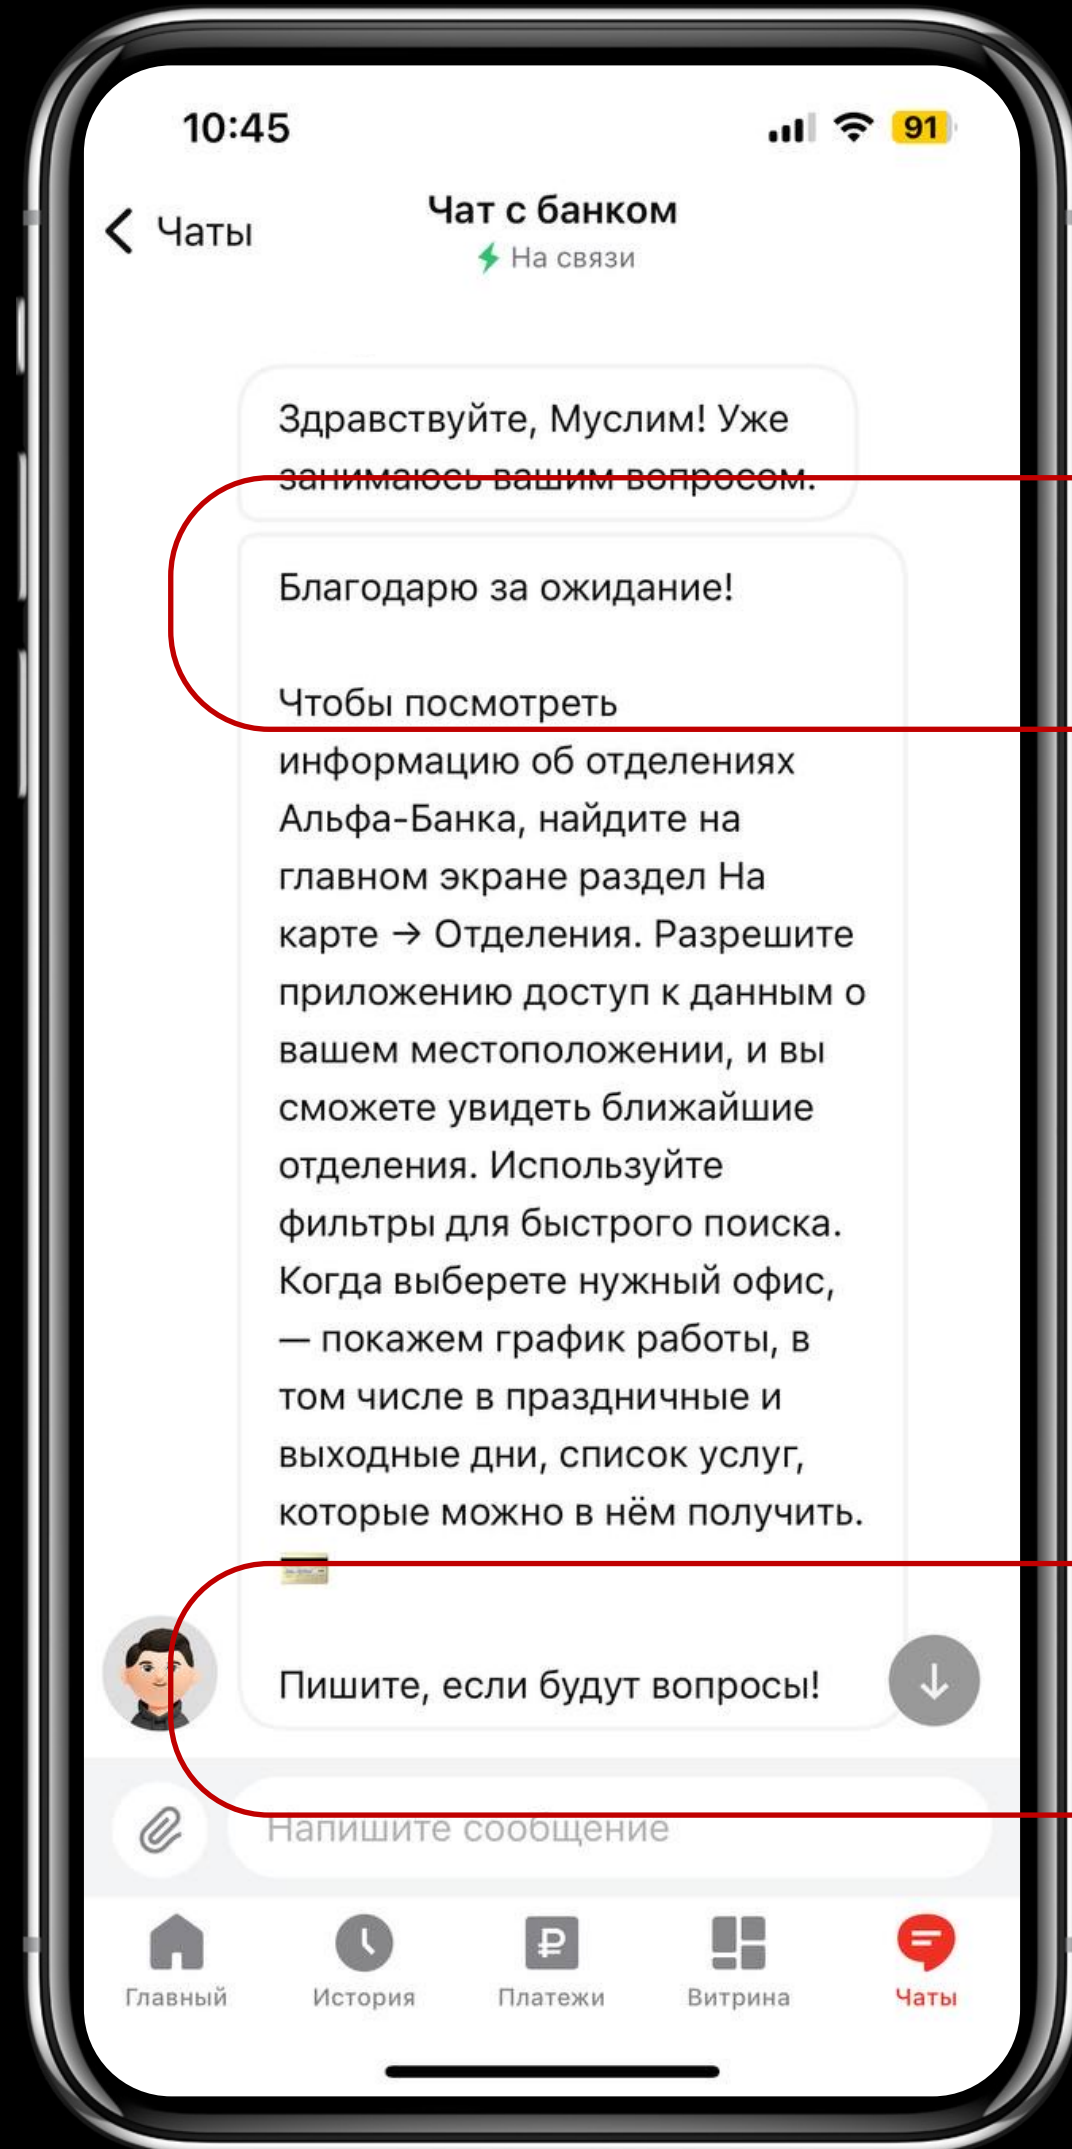 10:45
91
Чаты
Чат с банком
На связи
Здравствуйте, Муслим! Уже
занимаюсь вашим вопросом.
Благодарю за ожидание!
Чтобы посмотреть
информацию об отделениях
Альфа-Банка, найдите на
главном экране раздел На
карте → Отделения. Разрешите
приложению доступ к данным о
вашем местоположении, и вы
сможете увидеть ближайшие
отделения. Используйте
фильтры для быстрого поиска.
Когда выберете нужный офис,
— покажем график работы, в
том числе в праздничные и
выходные дни, список услуг,
которые можно в нём получить.
Пишите, если будут вопросы!
Напишите сообщение
Главный
История
Платежи
Витрина
Чаты